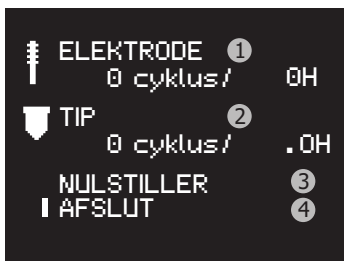 ELEKTRODE 1
0 cyklus/ 0H
TIP 2
0 cyklus/ .0H
NULSTILLER 3
AFSLUT 4